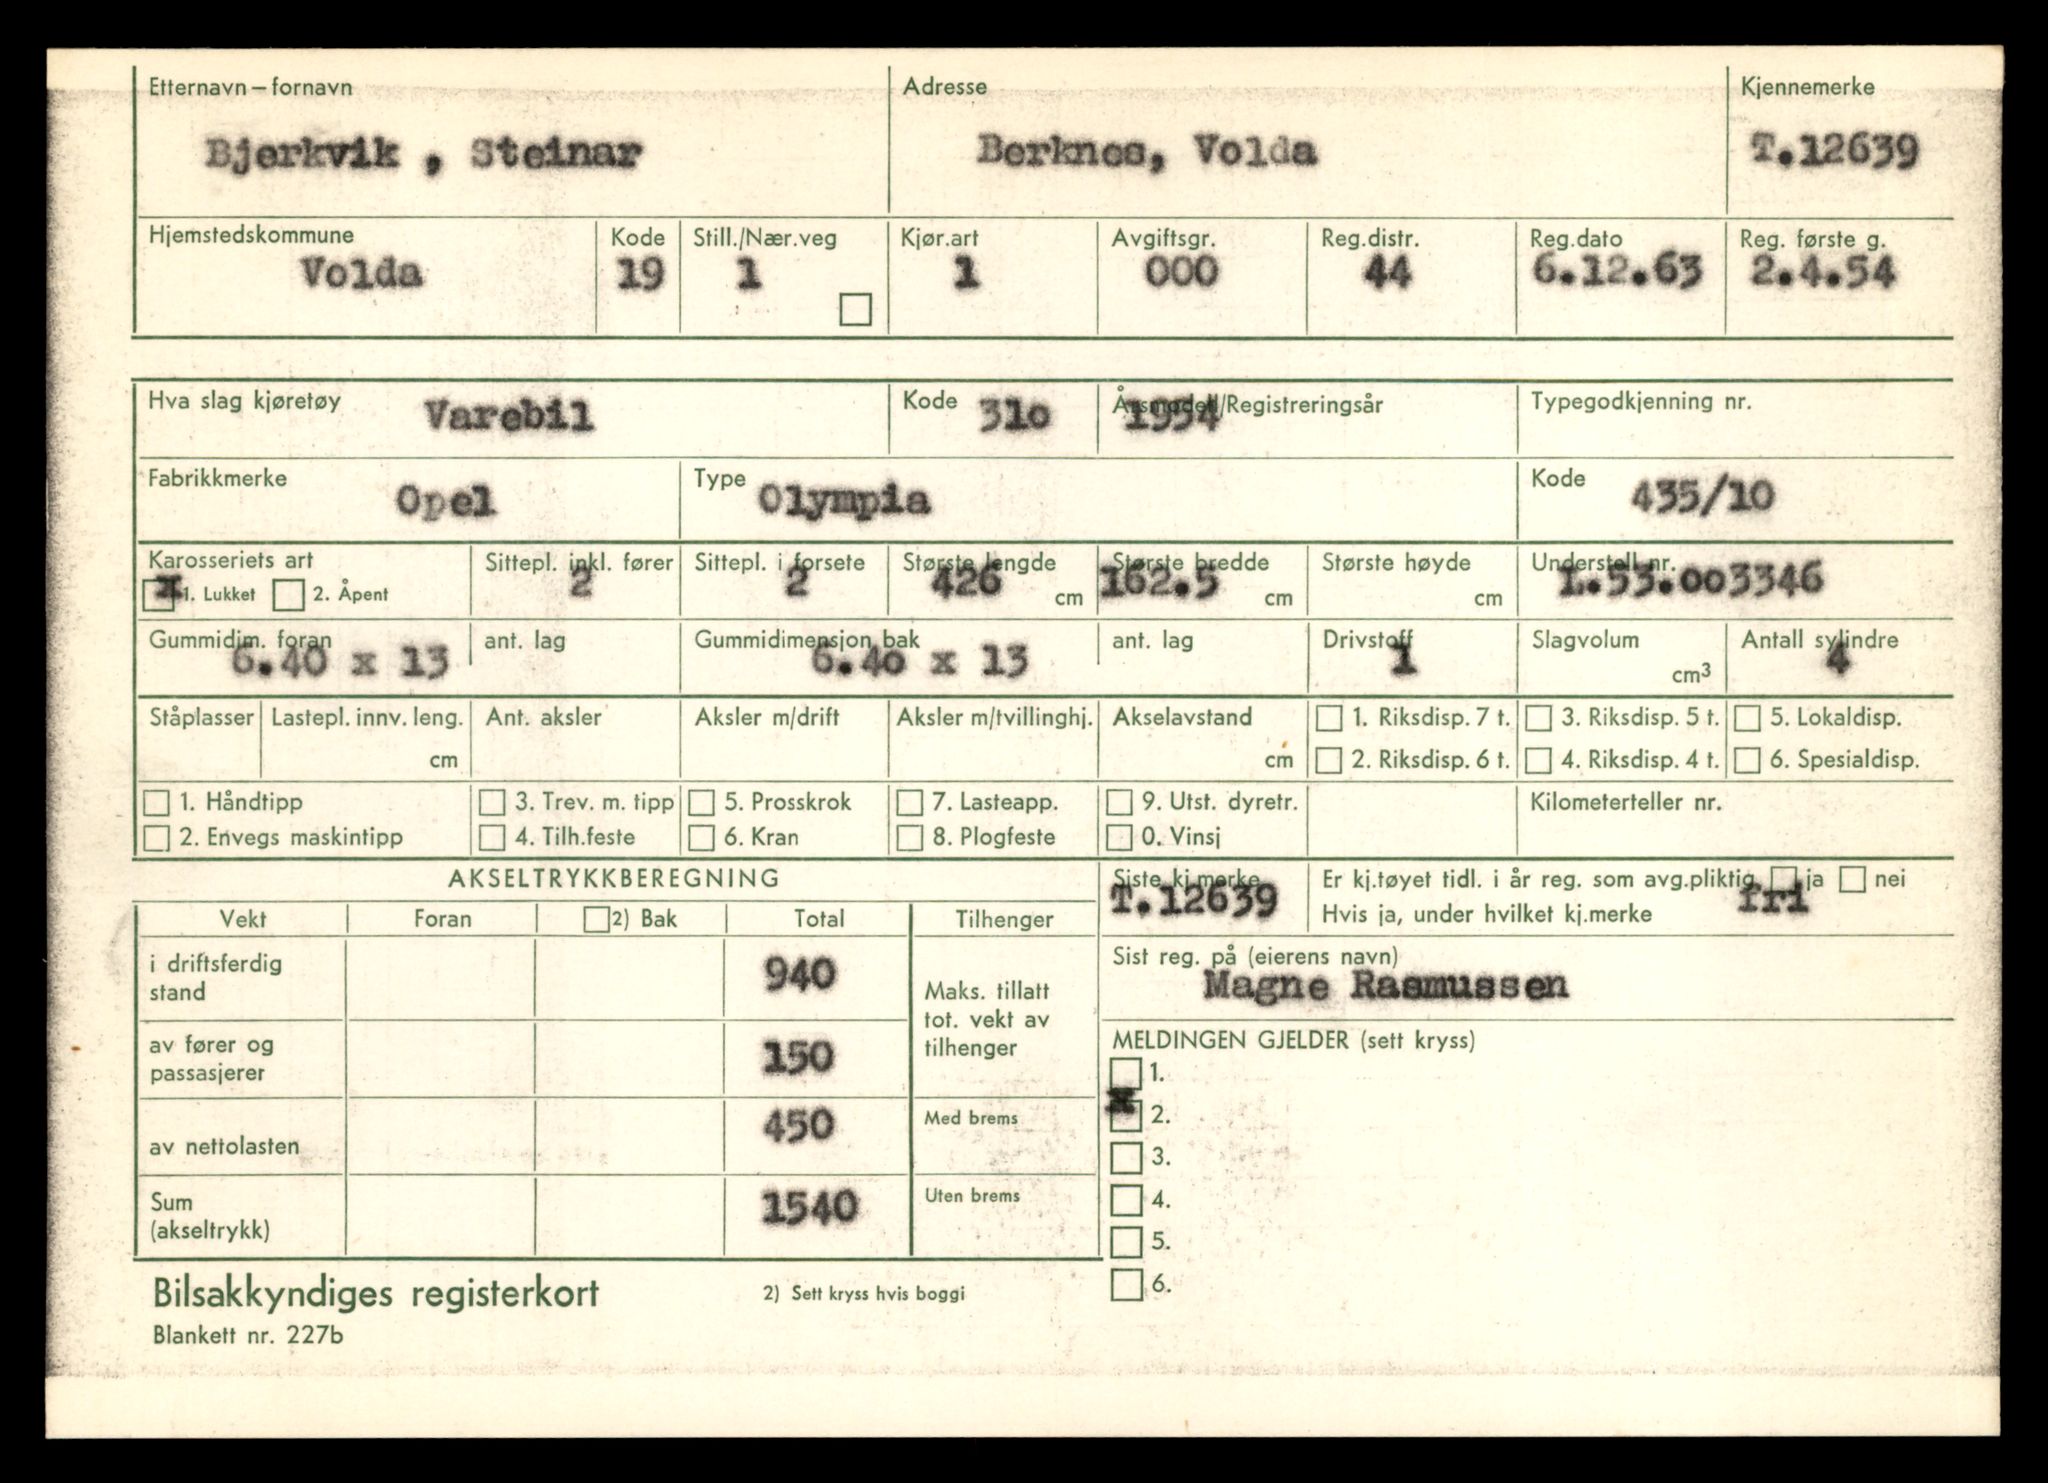 Etternavn – fornavn Adresse Kjennemerke
Bjerkvik , Steinar Berknes, Volda T.12639
Hjemstedskommune Kode Still./Nær.veg Kjør.art Avgiftsgr. Reg.distr. Reg.dato Reg. første g.
Volda 19 1 1 000 44 6.12.63 2.4.54
Hva slag kjøretøy Varebil Kode 31o Årsmodell/Registreringsår 1954 Typegodkjenning nr.
Fabrikkmerke Opel Type Olympia Kode 435/10
Karosseriets art Sittepl. inkl. fører Sittepl. i forsete Største lengde Største bredde Største høyde Understell nr.
x 1. Lukket 2. Åpent 2 2 426 cm 162.5 cm cm L.53.oo3346
Gummidim. foran ant. lag Gummidimensjon bak ant. lag Drivstoff Slagvolum Antall sylindre
6.40 x 13 6.4o x 13 1 cm³ 4
Ståplasser Lastepl. innv. leng. Ant. aksler Aksler m/drift Aksler m/tvillinghj. Akselavstand 1. Riksdisp. 7 t. 3. Riksdisp. 5 t. 5. Lokaldisp.
cm cm 2. Riksdisp. 6 t. 4. Riksdisp. 4 t. 6. Spesialdisp.
1. Håndtipp 3. Trev. m. tipp 5. Prosskrok 7. Lasteapp. 9. Utst. dyretr. Kilometerteller nr.
2. Envegs maskintipp 4. Tilh.feste 6. Kran 8. Plogfeste 0. Vinsj
AKSELTRYKKBEREGNING
Vekt Foran 2) Bak Total Tilhenger
i driftsferdig stand 940
av fører og passasjerer 150
av nettolasten 450
Sum (akseltrykk) 1540
Maks. tillatt
tot. vekt av
tilhenger
Med brems
Uten brems
Siste kj.merke Er kj.tøyet tidl. i år reg. som avg.pliktig ja nei
T.12639 Hvis ja, under hvilket kj.merke fri
Sist reg. på (eierens navn)
Magne Rasmussen
MELDINGEN GJELDER (sett kryss)
1.
x 2.
3.
4.
5.
6.
Bilsakkyndiges registerkort 2) Sett kryss hvis boggi
Blankett nr. 227b